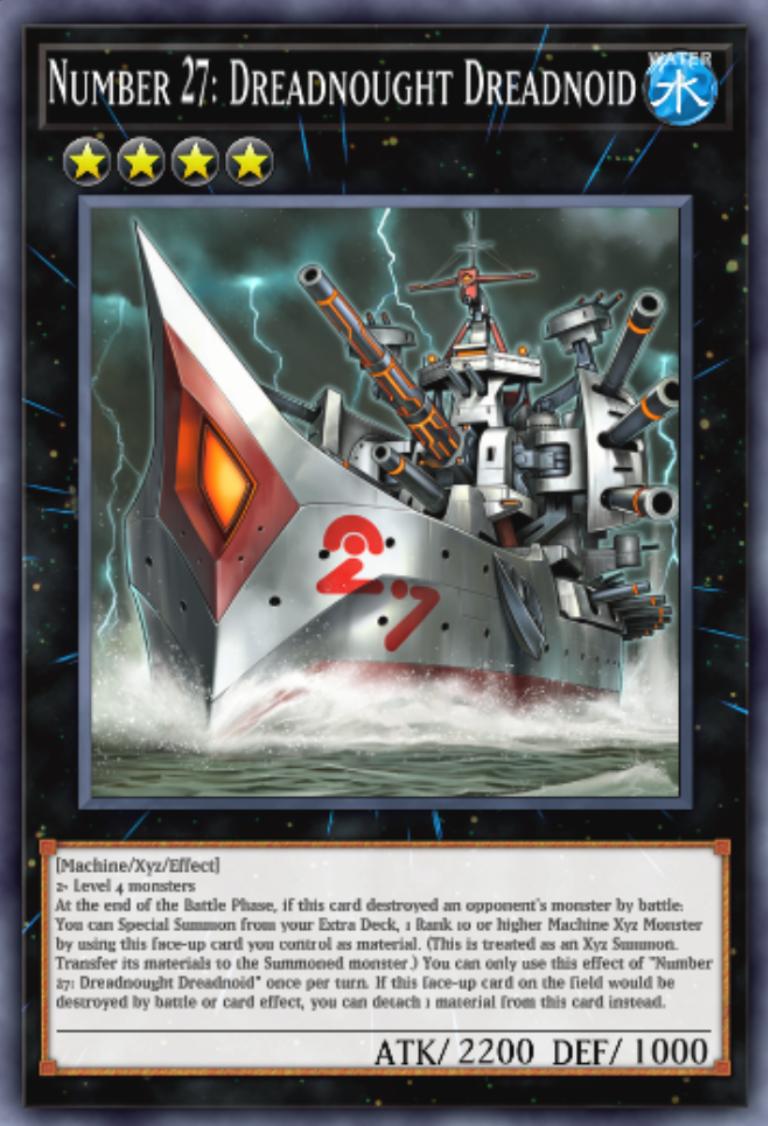 NUMBER 27: DREADNOUGHT DREADNOID
WATER
水
27
[Machine/Xyz/Effect]
2+ Level 4 monsters
At the end of the Battle Phase, if this card destroyed an opponent's monster by battle:
You can Special Summon from your Extra Deck, 1 Rank 10 or higher Machine Xyz Monster
by using this face-up card you control as material. (This is treated as an Xyz Summon.
Transfer its materials to the Summoned monster.) You can only use this effect of "Number
27: Dreadnought Dreadnoid" once per turn. If this face-up card on the field would be
destroyed by battle or card effect, you can detach 1 material from this card instead.
ATK/ 2200 DEF/ 1000